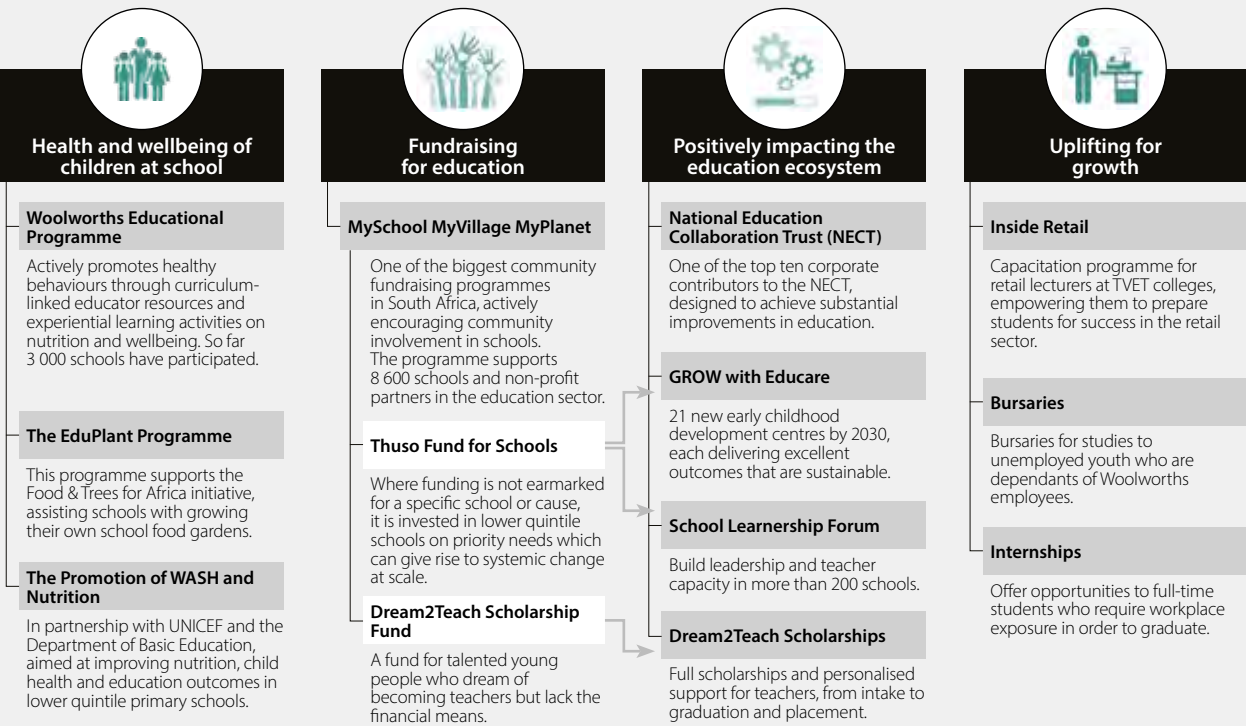 Health and wellbeing of
children at school
Woolworths Educational
Programme
Actively promotes healthy
behaviours through curriculum-
linked educator resources and
experiential learning activities on
nutrition and wellbeing. So far
3 000 schools have participated.
The EduPlant Programme
This programme supports the
Food & Trees for Africa initiative,
assisting schools with growing
their own school food gardens.
The Promotion of WASH and
Nutrition
In partnership with UNICEF and the
Department of Basic Education,
aimed at improving nutrition, child
health and education outcomes in
lower quintile primary schools.
Fundraising
for education
MySchool MyVillage MyPlanet
One of the biggest community
fundraising programmes
in South Africa, actively
encouraging community
involvement in schools.
The programme supports
8 600 schools and non-profit
partners in the education sector.
Thuso Fund for Schools
Where funding is not earmarked
for a specific school or cause,
it is invested in lower quintile
schools on priority needs which
can give rise to systemic change
at scale.
Dream2Teach Scholarship
Fund
A fund for talented young
people who dream of
becoming teachers but lack the
financial means.
Positively impacting the
education ecosystem
National Education
Collaboration Trust (NECT)
One of the top ten corporate
contributors to the NECT,
designed to achieve substantial
improvements in education.
GROW with Educare
21 new early childhood
development centres by 2030,
each delivering excellent
outcomes that are sustainable.
School Learnership Forum
Build leadership and teacher
capacity in more than 200 schools.
Dream2Teach Scholarships
Full scholarships and personalised
support for teachers, from intake to
graduation and placement.
Uplifting for
growth
Inside Retail
Capacitation programme for
retail lecturers at TVET colleges,
empowering them to prepare
students for success in the retail
sector.
Bursaries
Bursaries for studies to
unemployed youth who are
dependants of Woolworths
employees.
Internships
Offer opportunities to full-time
students who require workplace
exposure in order to graduate.